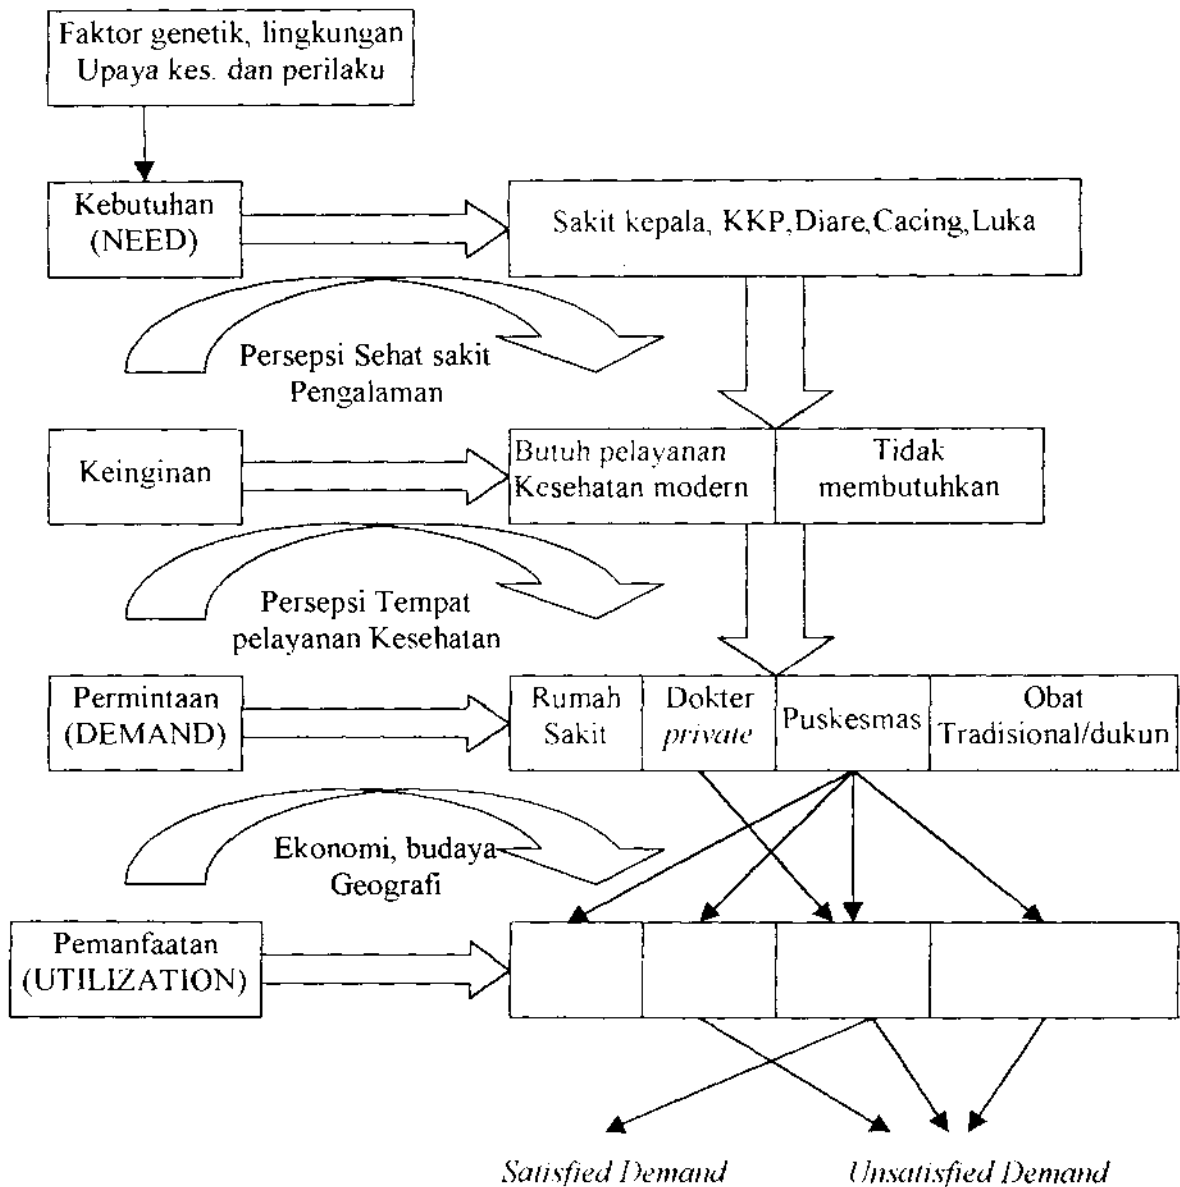 Faktor genetik, lingkungan
Upaya kes. dan perilaku
Kebutuhan
(NEED)
Sakit kepala, KKP,Diare,Cacing,Luka
Persepsi Sehat sakit
Pengalaman
Keinginan
Butuh pelayanan
Kesehatan modern
Tidak
membutuhkan
Persepsi Tempat
pelayanan Kesehatan
Permintaan
(DEMAND)
Rumah
Sakit
Dokter
private
Puskesmas
Obat
Tradisional/dukun
Ekonomi, budaya
Geografi
Pemanfaatan
(UTILIZATION)
Satisfied Demand
Unsatisfied Demand